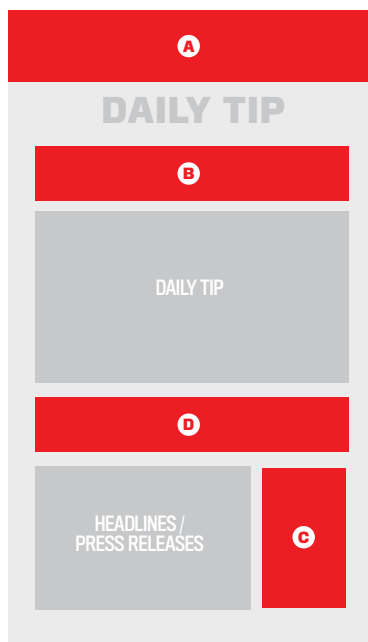 A
DAILY TIP
B
DAILY TIP
D
HEADLINES /
PRESS RELEASES
C